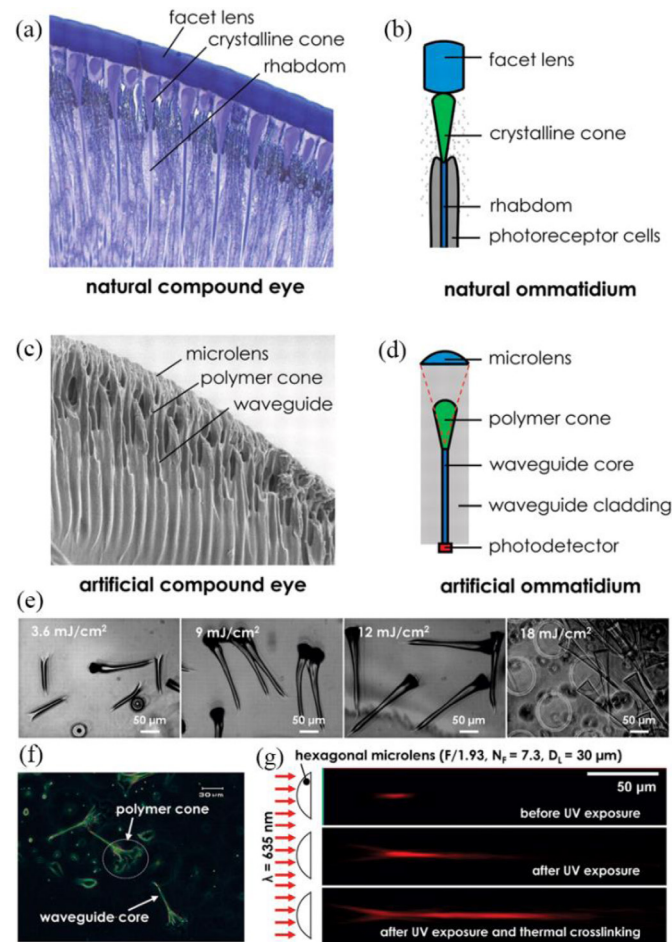 (a)
facet lens
crystalline cone
rhabdom
natural compound eye
(b)
facet lens
crystalline cone
rhabdom
photoreceptor cells
natural ommatidium
(c)
microlens
polymer cone
waveguide
artificial compound eye
(d)
microlens
polymer cone
waveguide core
waveguide cladding
photodetector
artificial ommatidium
(e)
3.6 mJ/cm²
50 µm
9 mJ/cm²
50 µm
12 mJ/cm²
50 µm
18 mJ/cm²
50 µm
(f)
30 µm
polymer cone
waveguide core
(g)
hexagonal microlens (F/1.93, N_F = 7.3, D_L = 30 µm)
λ = 635 nm
50 µm
before UV exposure
after UV exposure
after UV exposure and thermal crosslinking